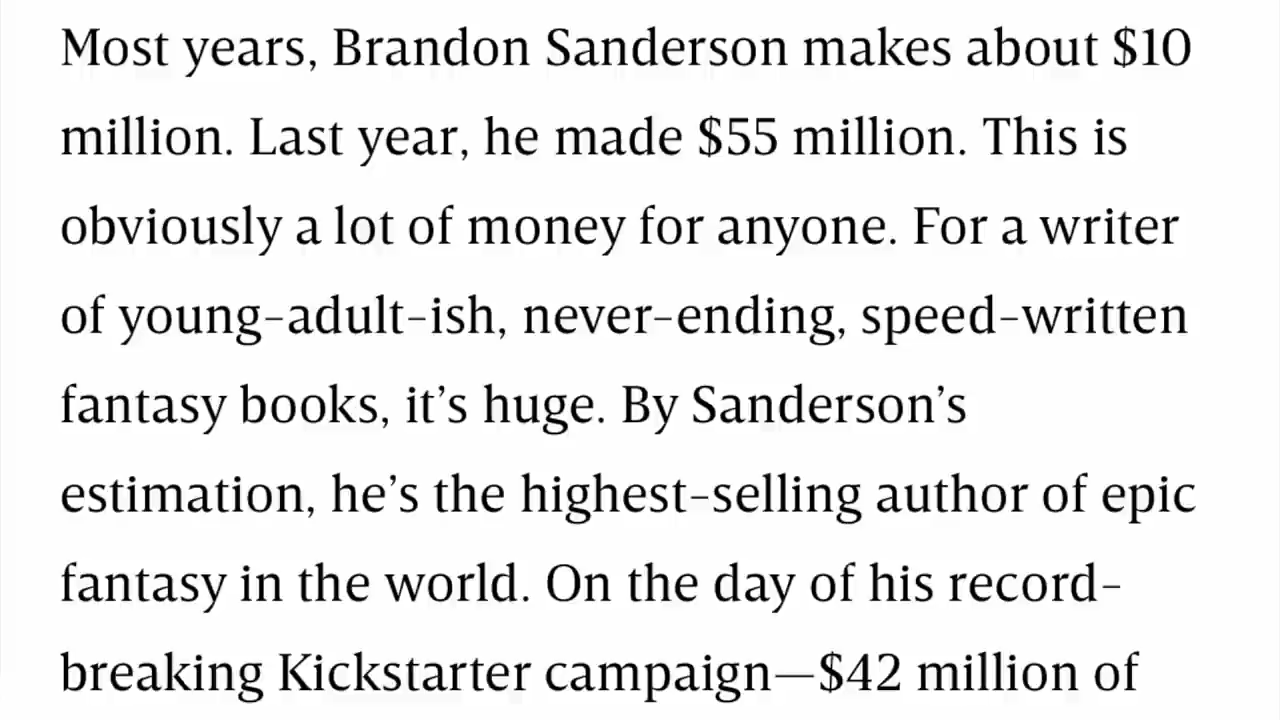 Most years, Brandon Sanderson makes about $10
million. Last year, he made $55 million. This is
obviously a lot of money for anyone. For a writer
of young-adult-ish, never-ending, speed-written
fantasy books, it’s huge. By Sanderson’s
estimation, he’s the highest-selling author of epic
fantasy in the world. On the day of his record-
breaking Kickstarter campaign—$42 million of